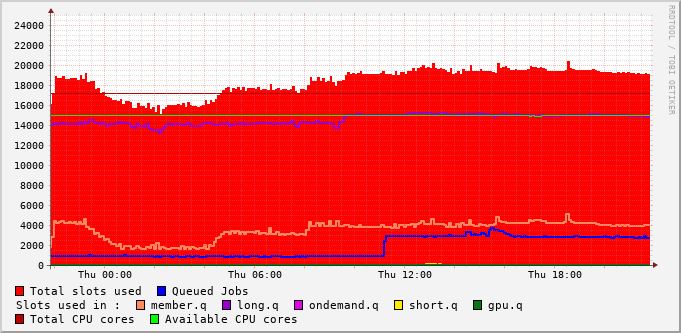 24000
22000
20000
18000
16000
14000
12000
10000
8000
6000
4000
2000
0
Thu 00:00 Thu 06:00 Thu 12:00 Thu 18:00
Total slots used Queued Jobs
Slots used in : member.q long.q ondemand.q short.q gpu.q
Total CPU cores Available CPU cores
RRDTOOL / TOBI OETIKER